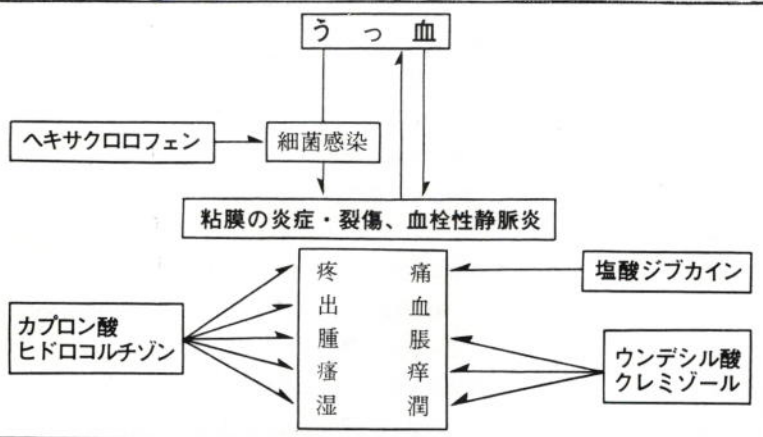 うっ血
ヘキサクロロフェン
細菌感染
粘膜の炎症・裂傷、血栓性静脈炎
疼痛
出血
腫脹
瘙痒
湿潤
塩酸ジブカイン
カプロン酸
ヒドロコルチゾン
ウンデシル酸
クレミゾール